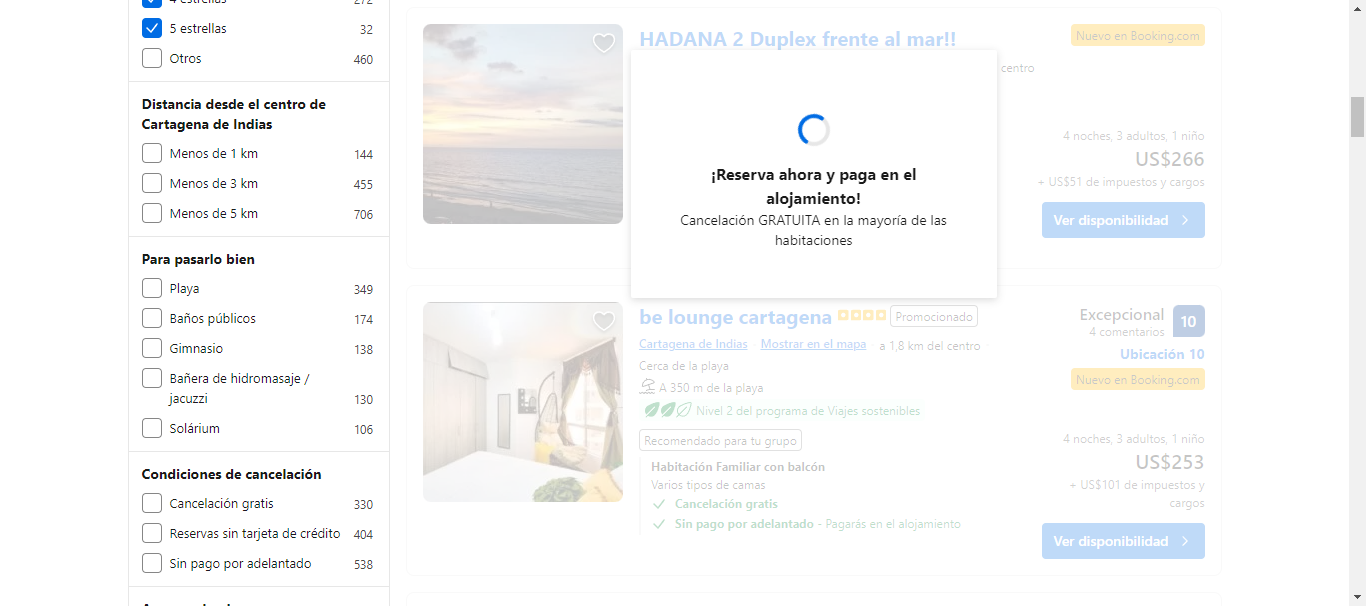 4 estrellas 272
5 estrellas 32
Otros 460
Distancia desde el centro de
Cartagena de Indias
Menos de 1 km 144
Menos de 3 km 455
Menos de 5 km 706
Para pasarlo bien
Playa 349
Baños públicos 174
Gimnasio 138
Bañera de hidromasaje /
jacuzzi 130
Solárium 106
Condiciones de cancelación
Cancelación gratis 330
Reservas sin tarjeta de crédito 404
Sin pago por adelantado 538
HADANA 2 Duplex frente al mar!!
Nuevo en Booking.com
centro
4 noches, 3 adultos, 1 niño
US$266
+ US$51 de impuestos y cargos
Ver disponibilidad
¡Reserva ahora y paga en el
alojamiento!
Cancelación GRATUITA en la mayoría de las
habitaciones
be lounge cartagena Promocionado
Cartagena de Indias Mostrar en el mapa a 1,8 km del centro
Cerca de la playa
A 350 m de la playa
Nivel 2 del programa de Viajes sostenibles
Recomendado para tu grupo
Habitación Familiar con balcón
Varios tipos de camas
Cancelación gratis
Sin pago por adelantado - Pagarás en el alojamiento
Excepcional 10
4 comentarios
Ubicación 10
Nuevo en Booking.com
4 noches, 3 adultos, 1 niño
US$253
+ US$101 de impuestos y
cargos
Ver disponibilidad